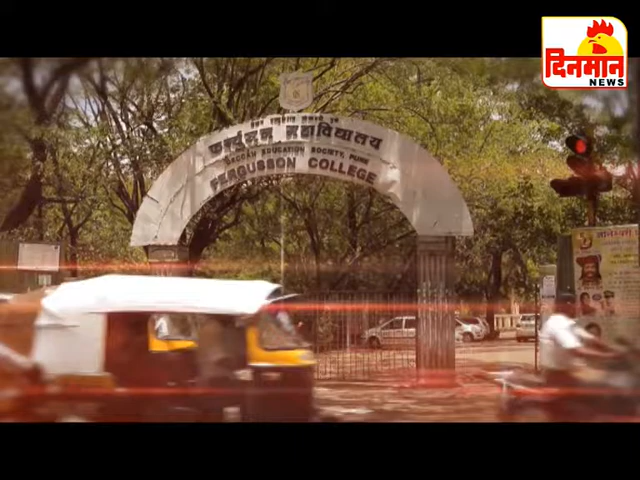 दिनमान
NEWS
फर्ग्युसन महाविद्यालय
DECCAN EDUCATION SOCIETY, PUNE
FERGUSSON COLLEGE